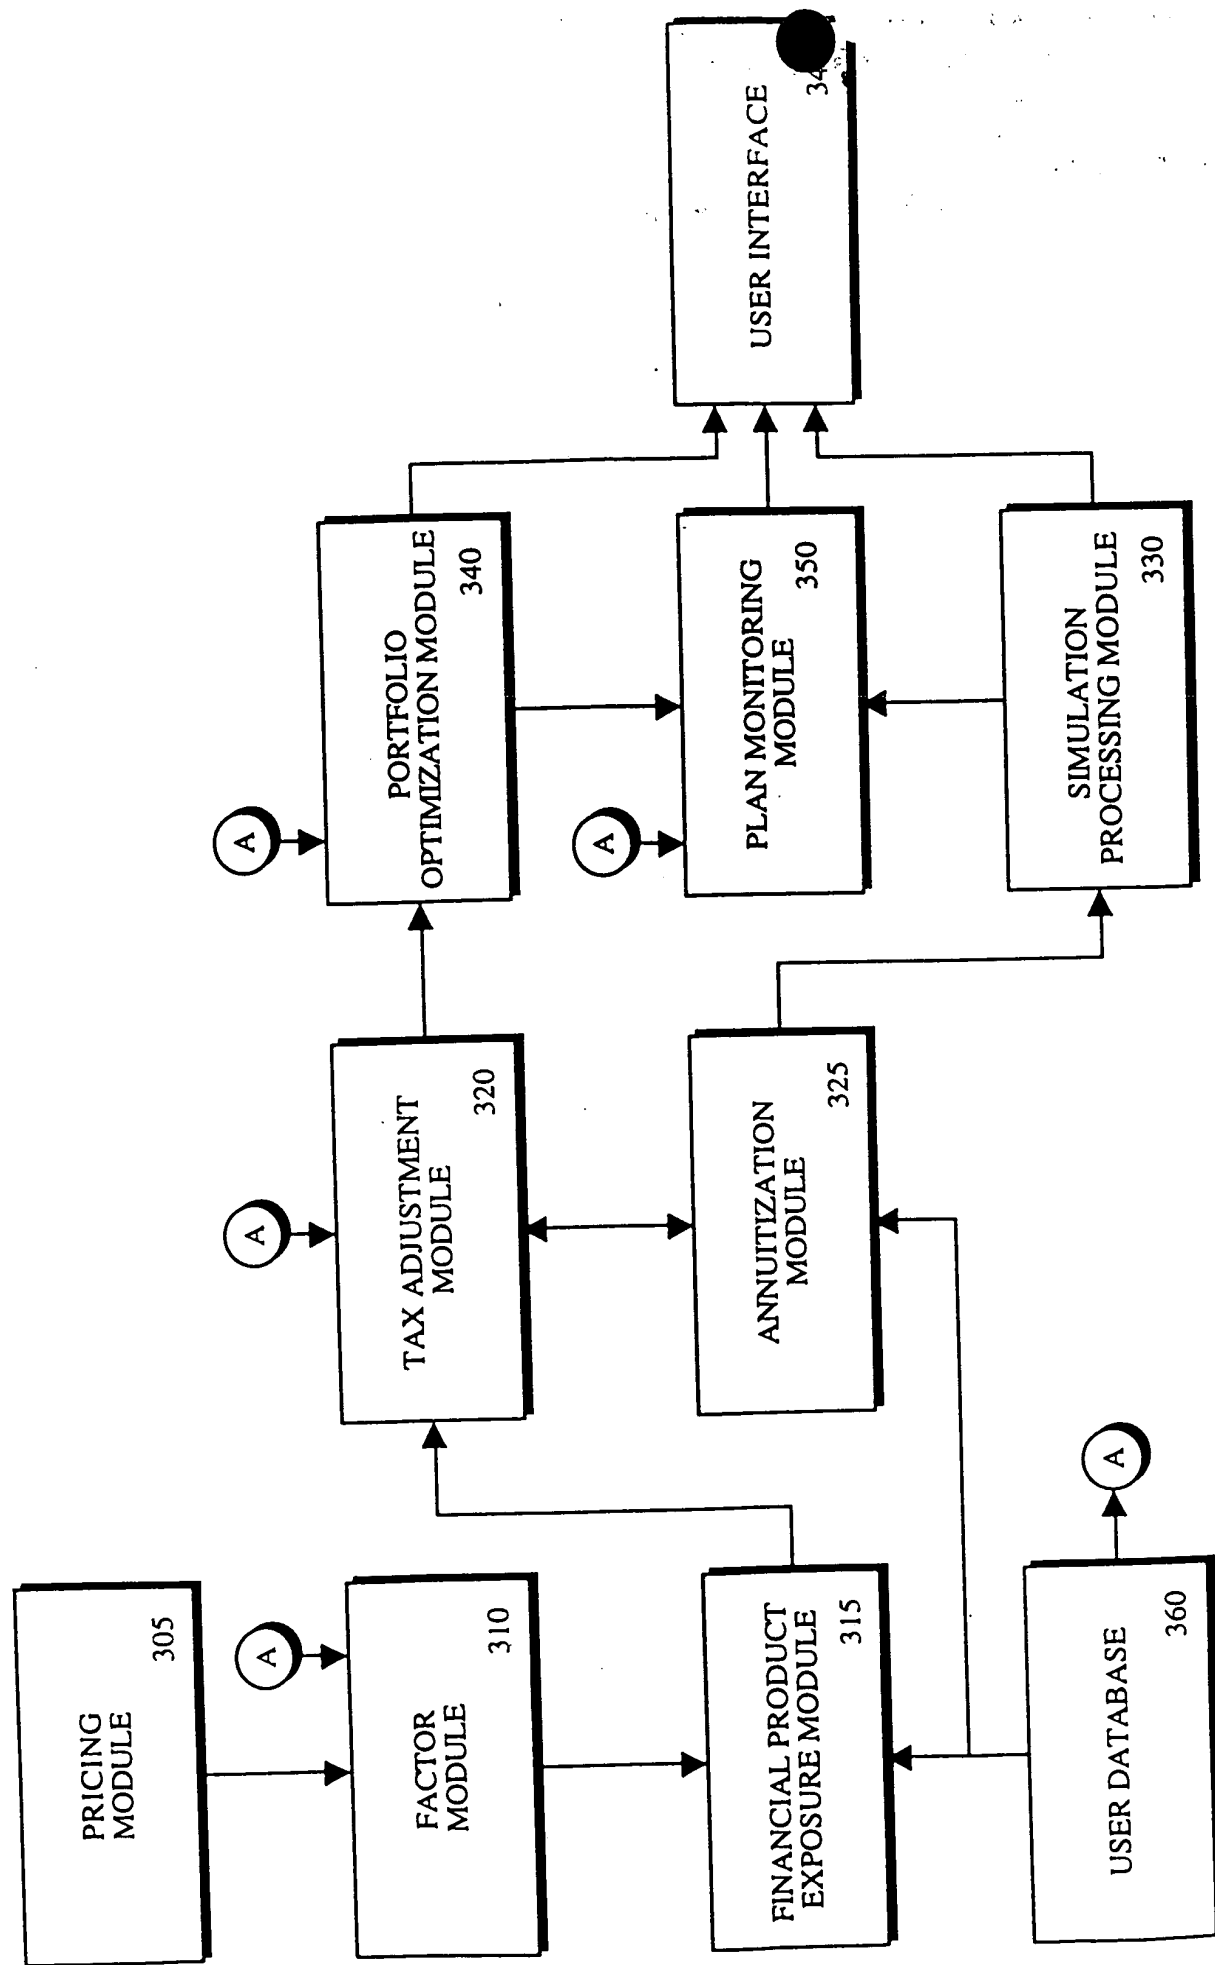 PRICING
MODULE
305
A
FACTOR
MODULE
310
FINANCIAL PRODUCT
EXPOSURE MODULE
315
USER DATABASE
360
A
A
TAX ADJUSTMENT
MODULE
320
ANNUITIZATION
MODULE
325
A
PORTFOLIO
OPTIMIZATION MODULE
340
A
PLAN MONITORING
MODULE
350
SIMULATION
PROCESSING MODULE
330
USER INTERFACE